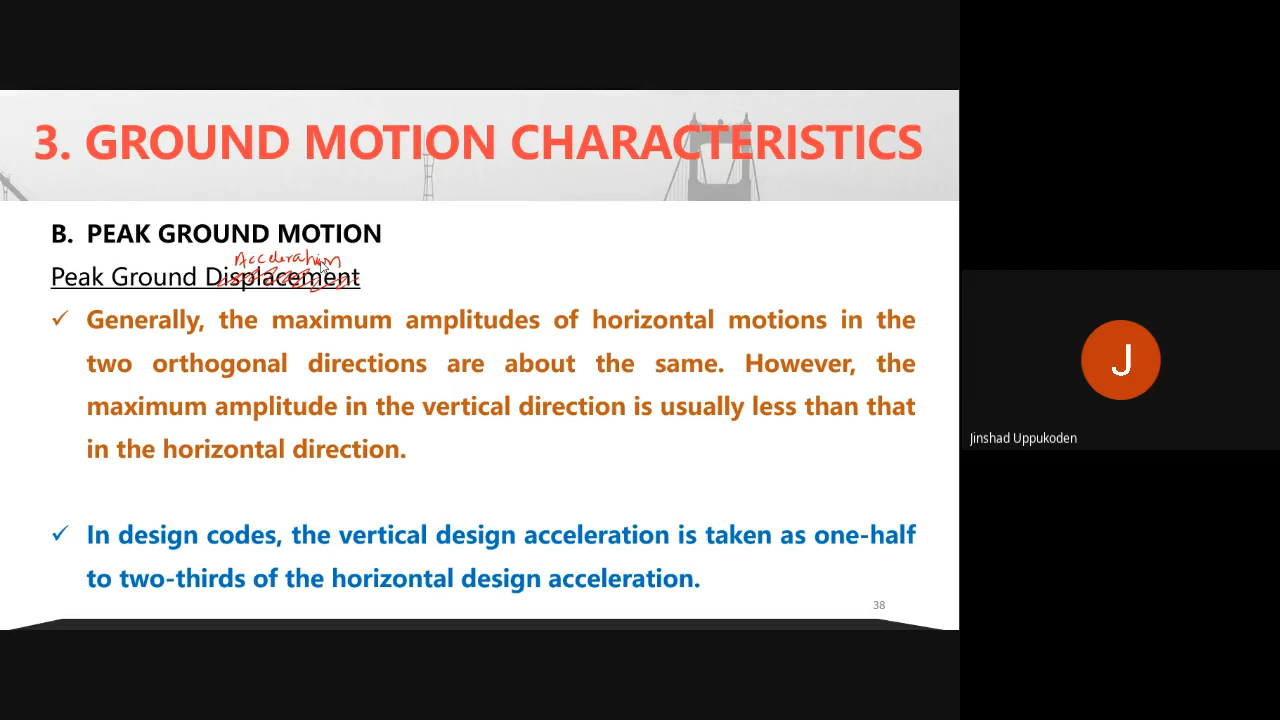 3. GROUND MOTION CHARACTERISTICS
B. PEAK GROUND MOTION
Acceleration
Peak Ground Displacement
✓ Generally, the maximum amplitudes of horizontal motions in the
two orthogonal directions are about the same. However, the
maximum amplitude in the vertical direction is usually less than that
in the horizontal direction.
✓ In design codes, the vertical design acceleration is taken as one-half
to two-thirds of the horizontal design acceleration.
38
J
Jinshad Uppukoden